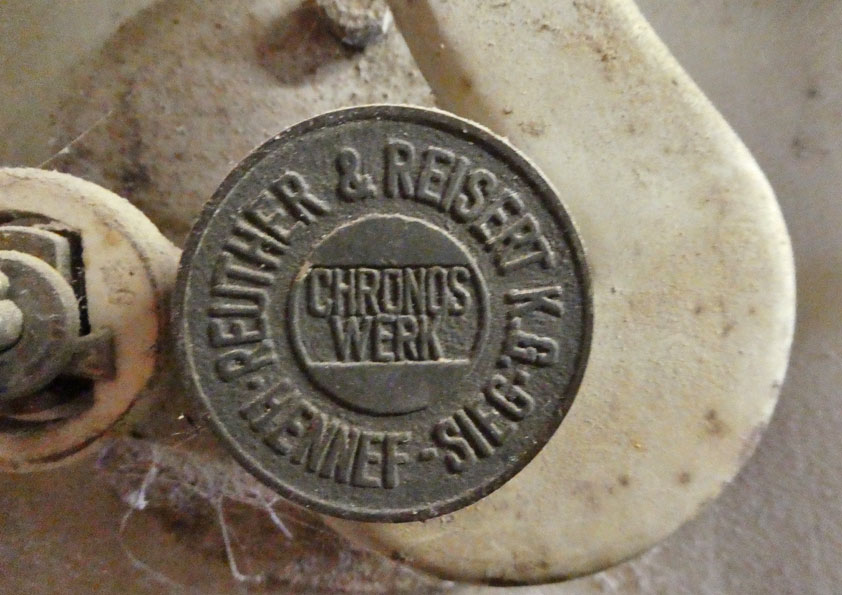 REUTHER & REISERT K.G.
HENNEF-SIEG
CHRONOS
WERK